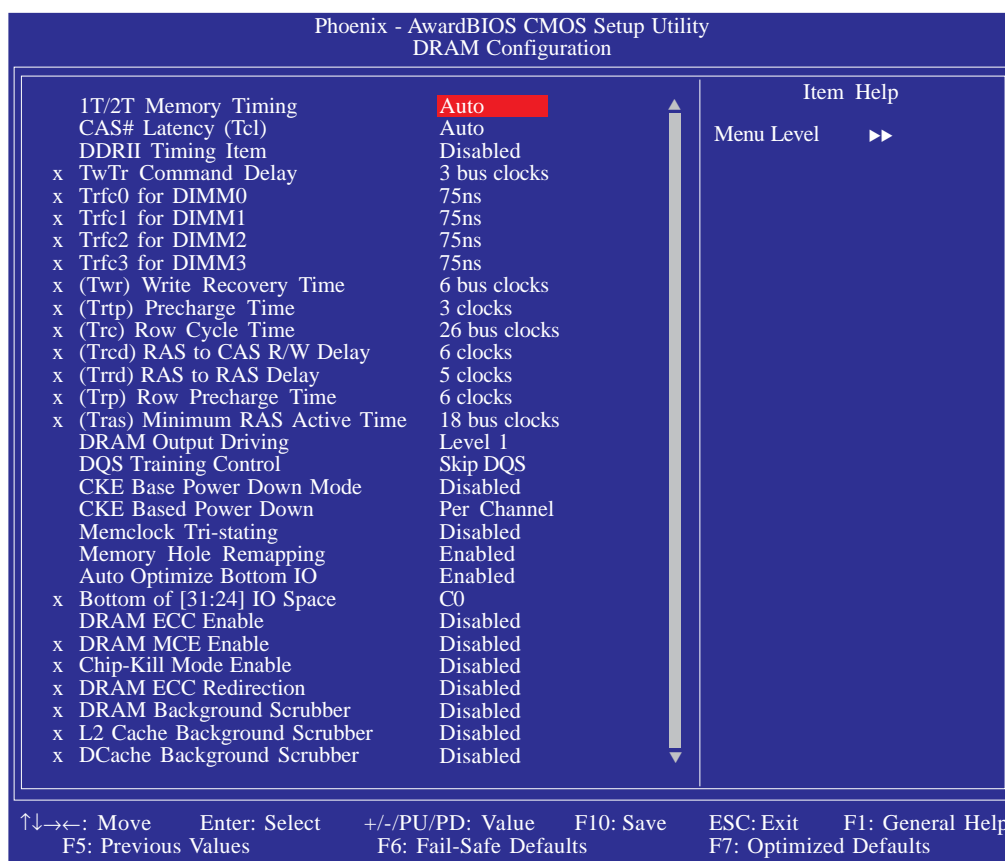 Phoenix - AwardBIOS CMOS Setup Utility
DRAM Configuration
Item Help
Menu Level ▶▶
1T/2T Memory Timing Auto
CAS# Latency (Tcl) Auto
DDRII Timing Item Disabled
x TwTr Command Delay 3 bus clocks
x Trfc0 for DIMM0 75ns
x Trfc1 for DIMM1 75ns
x Trfc2 for DIMM2 75ns
x Trfc3 for DIMM3 75ns
x (Twr) Write Recovery Time 6 bus clocks
x (Trtp) Precharge Time 3 clocks
x (Trc) Row Cycle Time 26 bus clocks
x (Trcd) RAS to CAS R/W Delay 6 clocks
x (Trrd) RAS to RAS Delay 5 clocks
x (Trp) Row Precharge Time 6 clocks
x (Tras) Minimum RAS Active Time 18 bus clocks
DRAM Output Driving Level 1
DQS Training Control Skip DQS
CKE Base Power Down Mode Disabled
CKE Based Power Down Per Channel
Memclock Tri-stating Disabled
Memory Hole Remapping Enabled
Auto Optimize Bottom IO Enabled
x Bottom of [31:24] IO Space C0
DRAM ECC Enable Disabled
x DRAM MCE Enable Disabled
x Chip-Kill Mode Enable Disabled
x DRAM ECC Redirection Disabled
x DRAM Background Scrubber Disabled
x L2 Cache Background Scrubber Disabled
x DCache Background Scrubber Disabled
↑↓→←: Move Enter: Select +/-/PU/PD: Value F10: Save ESC: Exit F1: General Help
F5: Previous Values F6: Fail-Safe Defaults F7: Optimized Defaults